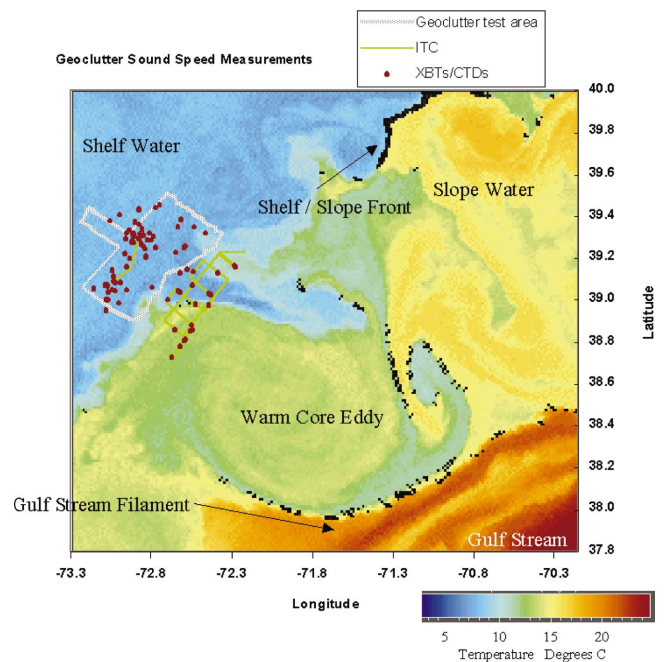 Geoclutter test area
ITC
XBTs/CTDs
Geoclutter Sound Speed Measurements
Shelf Water
Slope Water
Shelf / Slope Front
Warm Core Eddy
Gulf Stream Filament
Gulf Stream
40.0
39.8
39.6
39.4
39.2
39.0
38.8
38.6
38.4
38.2
38.0
37.8
Latitude
-73.3 -72.8 -72.3 -71.8 -71.3 -70.8 -70.3
Longitude
5 10 15 20
Temperature Degrees C